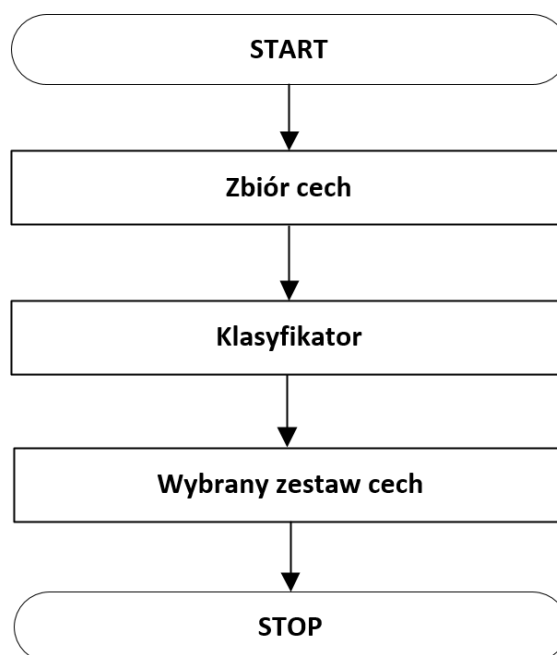 START
Zbiór cech
Klasyfikator
Wybrany zestaw cech
STOP